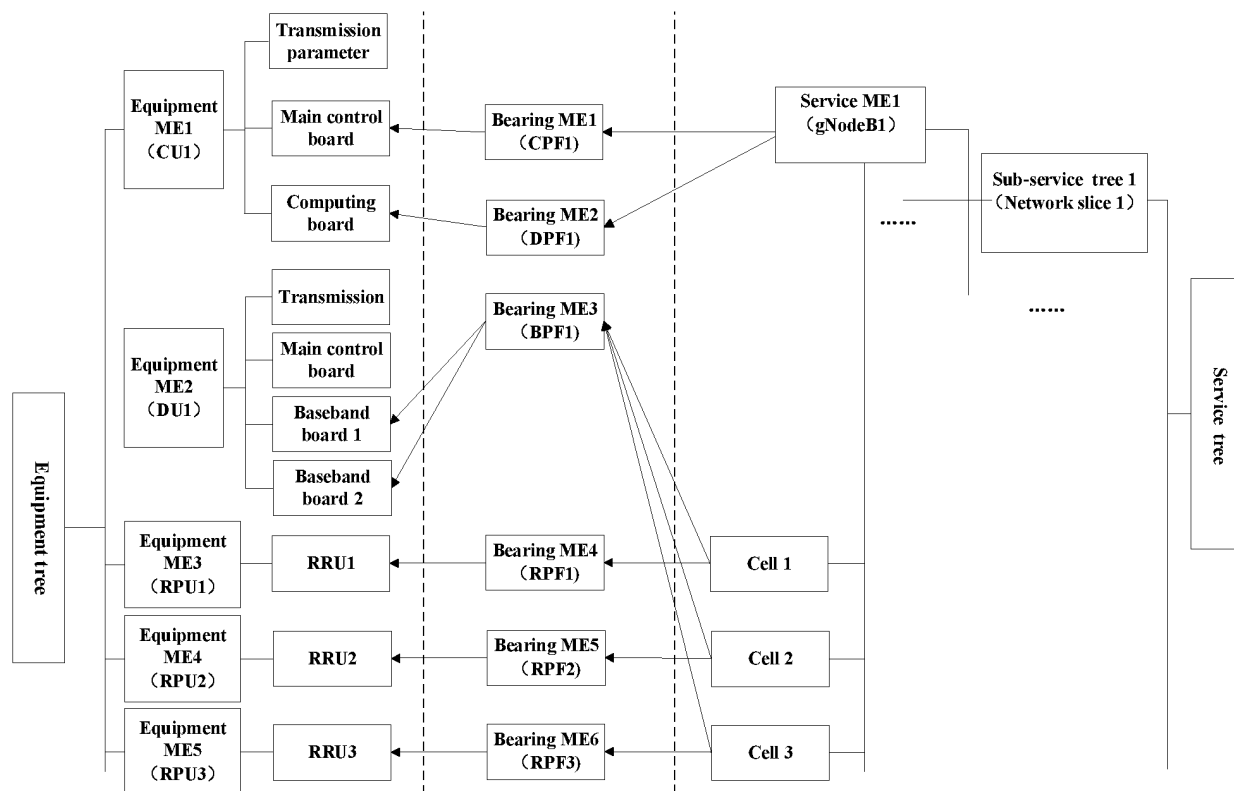 Transmission
parameter
Equipment
ME1
（CU1）
Main control
board
Computing
board
Bearing ME1
（CPF1）
Bearing ME2
（DPF1）
Service ME1
（gNodeB1）
Sub-service tree 1
（Network slice 1）
……
……
Transmission
Main control
board
Equipment
ME2
（DU1）
Baseband
board 1
Baseband
board 2
Bearing ME3
（BPF1）
Service tree
Equipment tree
Equipment
ME3
（RPU1）
RRU1
Bearing ME4
（RPF1）
Cell 1
Equipment
ME4
（RPU2）
RRU2
Bearing ME5
（RPF2）
Cell 2
Equipment
ME5
（RPU3）
RRU3
Bearing ME6
（RPF3）
Cell 3